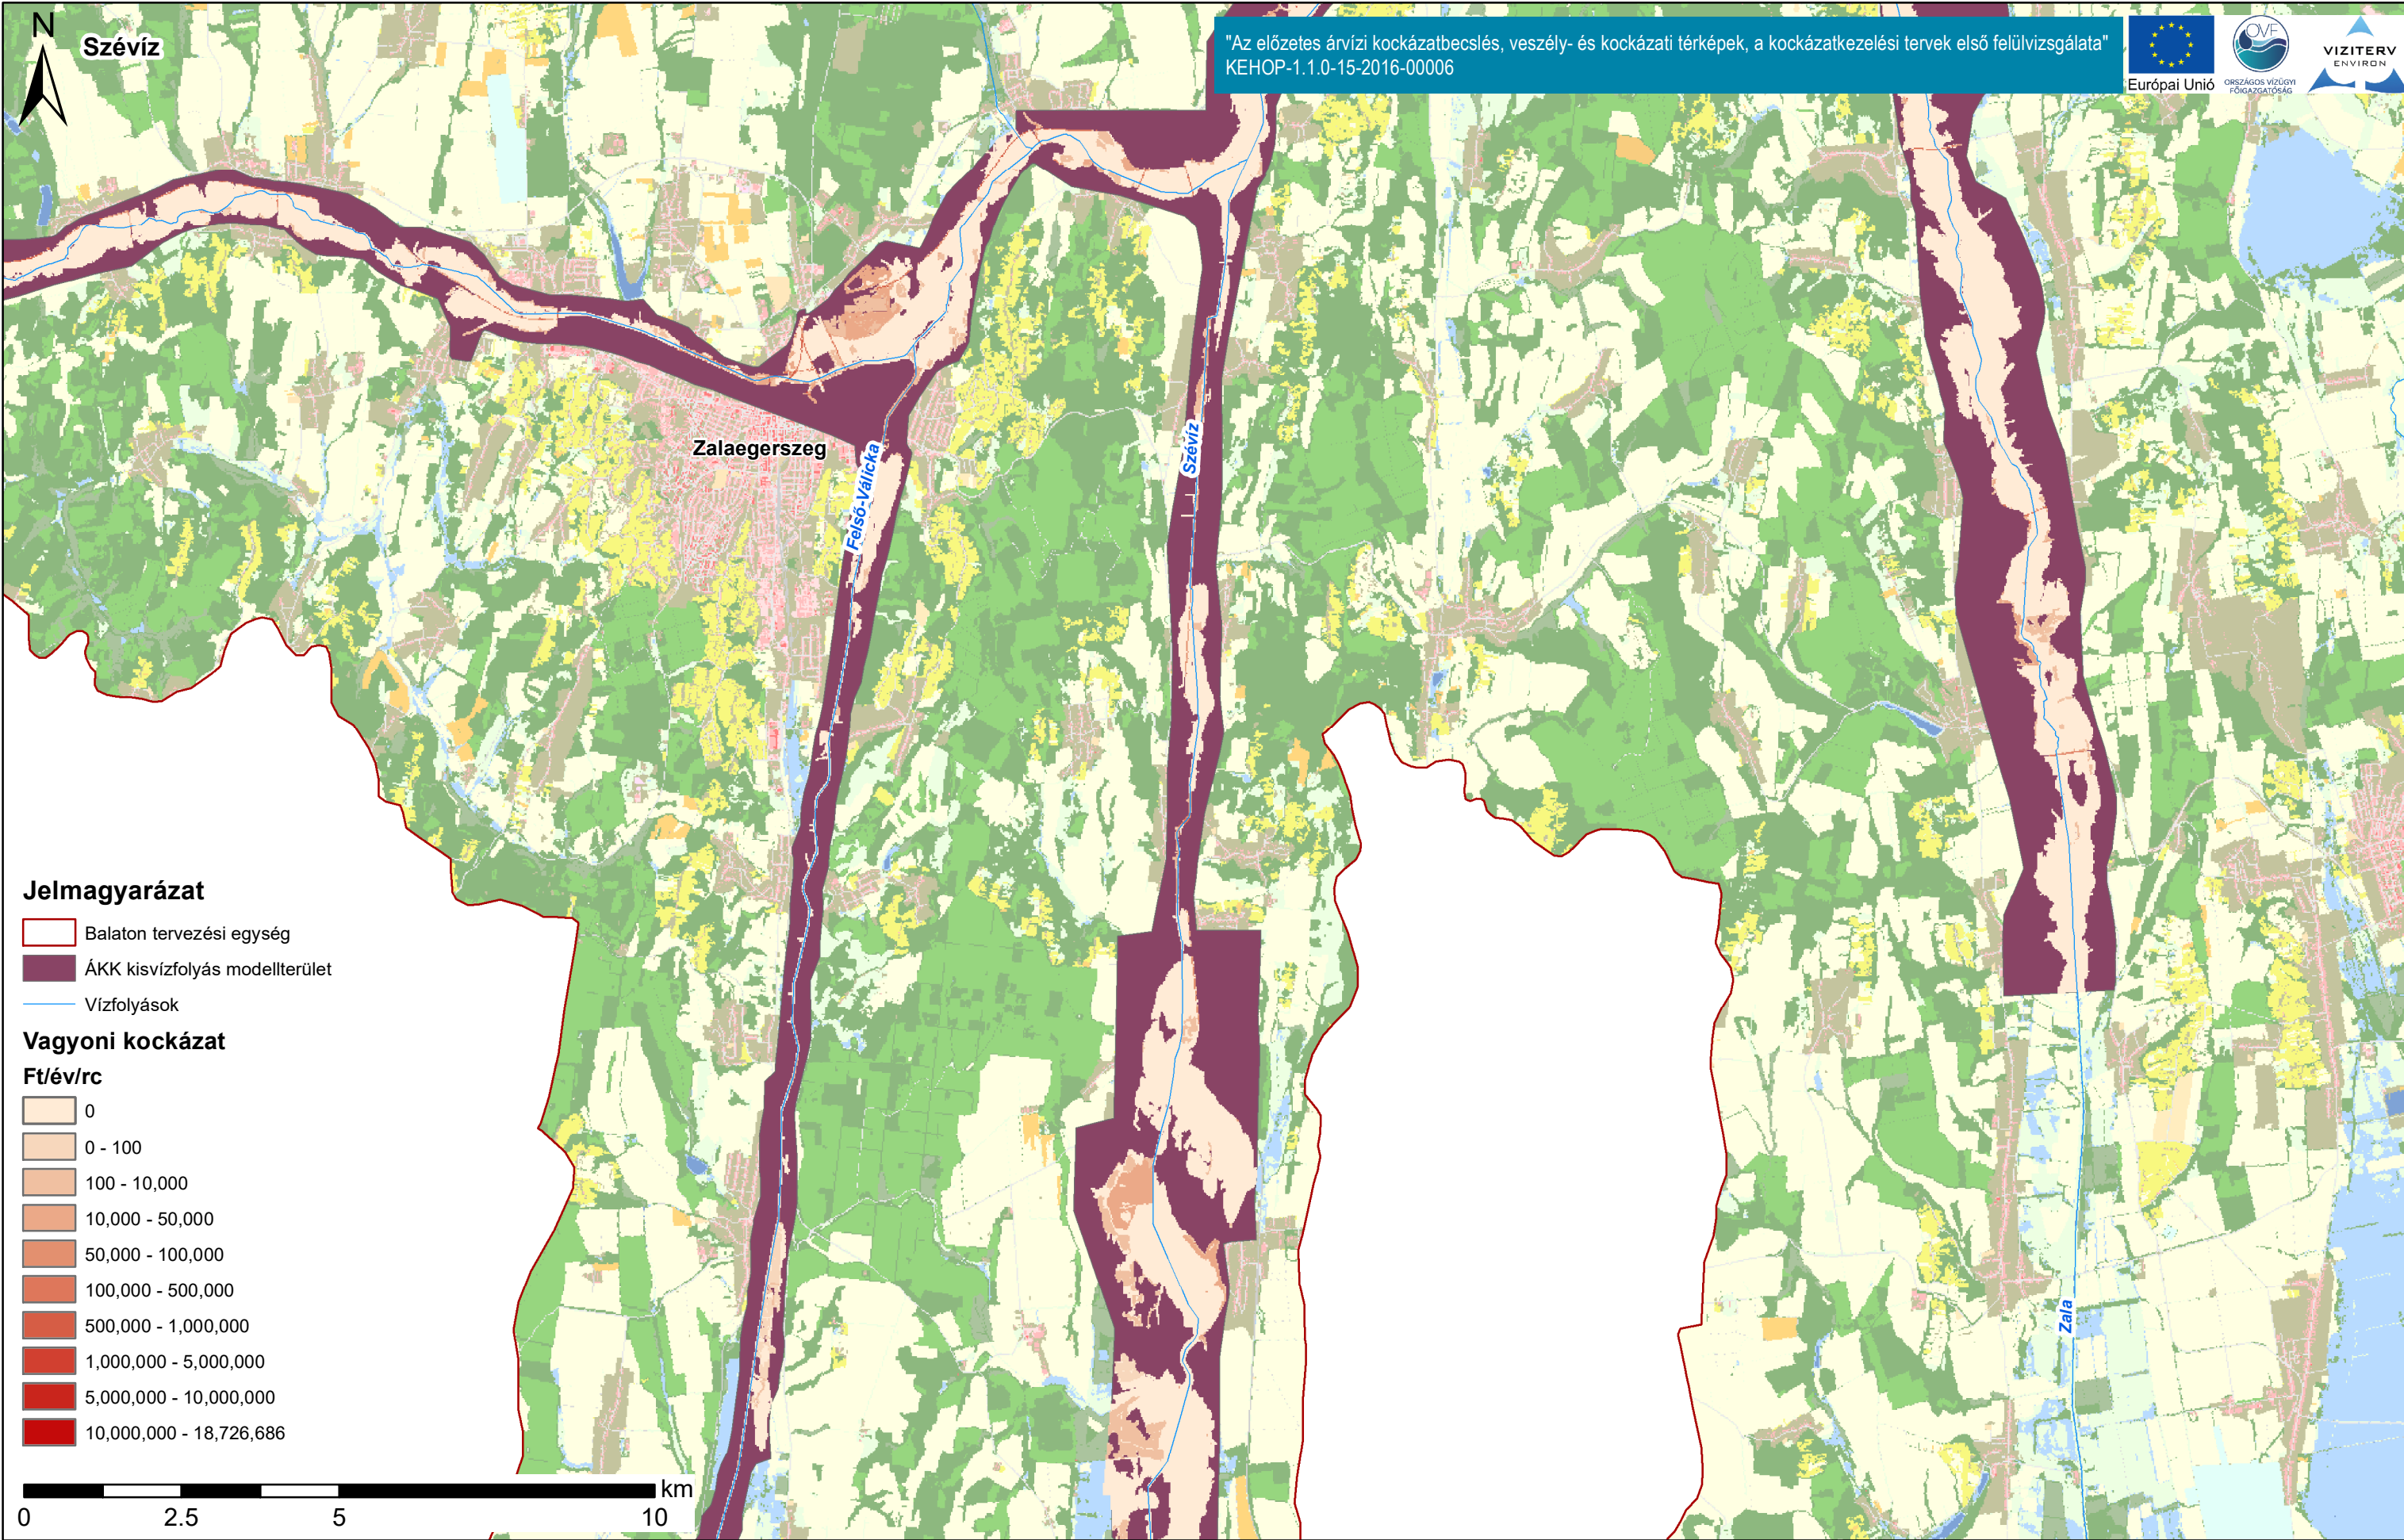 N
Szévíz
"Az előzetes árvízi kockázatbecslés, veszély- és kockázati térképek, a kockázatkezelési tervek első felülvizsgálata"
KEHOP-1.1.0-15-2016-00006
Európai Unió
OVF
ORSZÁGOS VÍZÜGYI
FŐIGAZGATÓSÁG
VIZITERV
ENVIRON
Zalaegerszeg
Felső-Válicka
Szévíz
Zala
Jelmagyarázat
Balaton tervezési egység
ÁKK kisvízfolyás modellterület
Vízfolyások
Vagyoni kockázat
Ft/év/rc
0
0 - 100
100 - 10,000
10,000 - 50,000
50,000 - 100,000
100,000 - 500,000
500,000 - 1,000,000
1,000,000 - 5,000,000
5,000,000 - 10,000,000
10,000,000 - 18,726,686
km
0 2.5 5 10